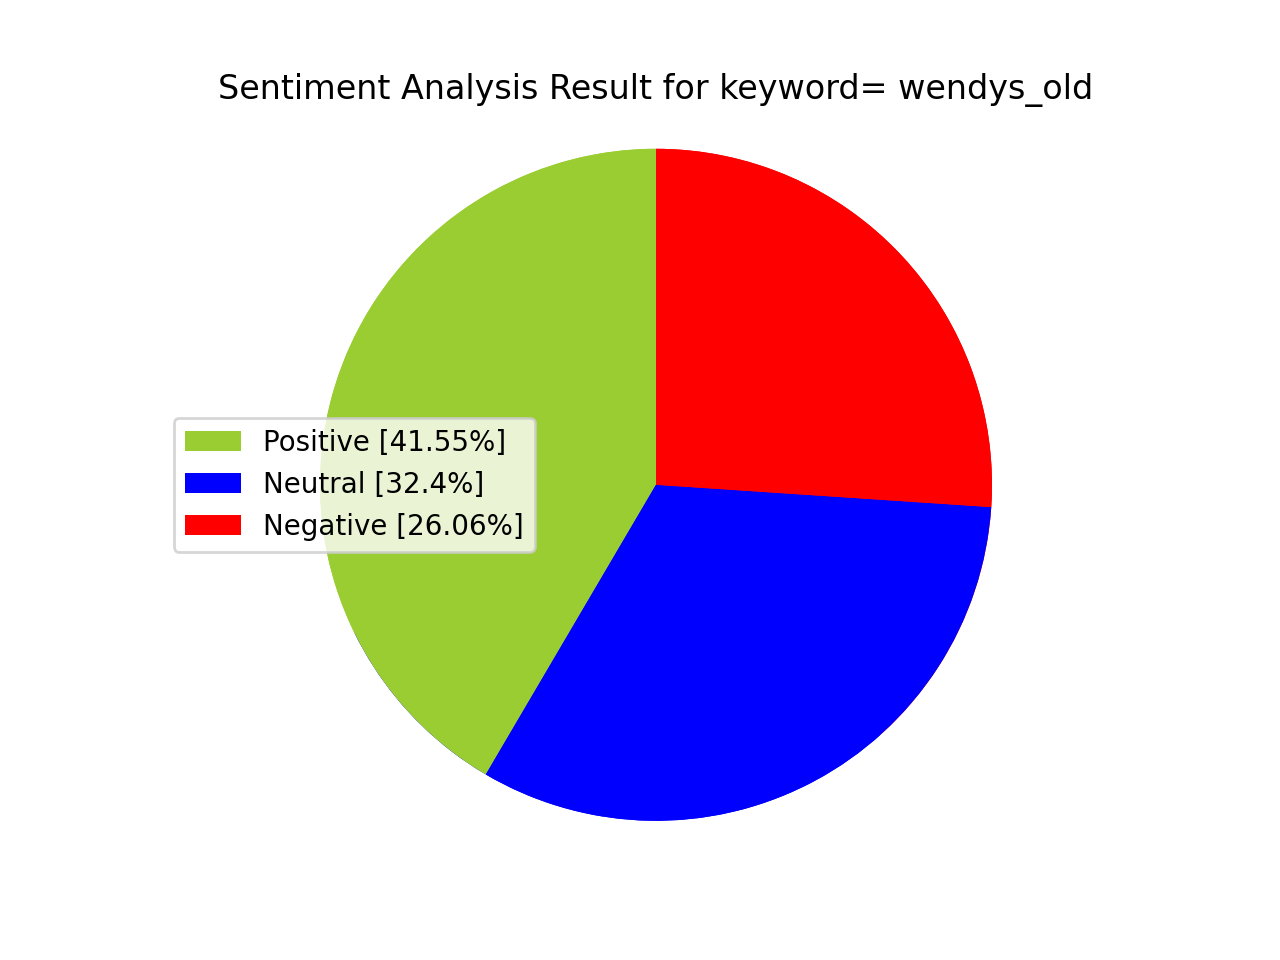 Sentiment Analysis Result for keyword= wendys_old
Positive [41.55%]
Neutral [32.4%]
Negative [26.06%]